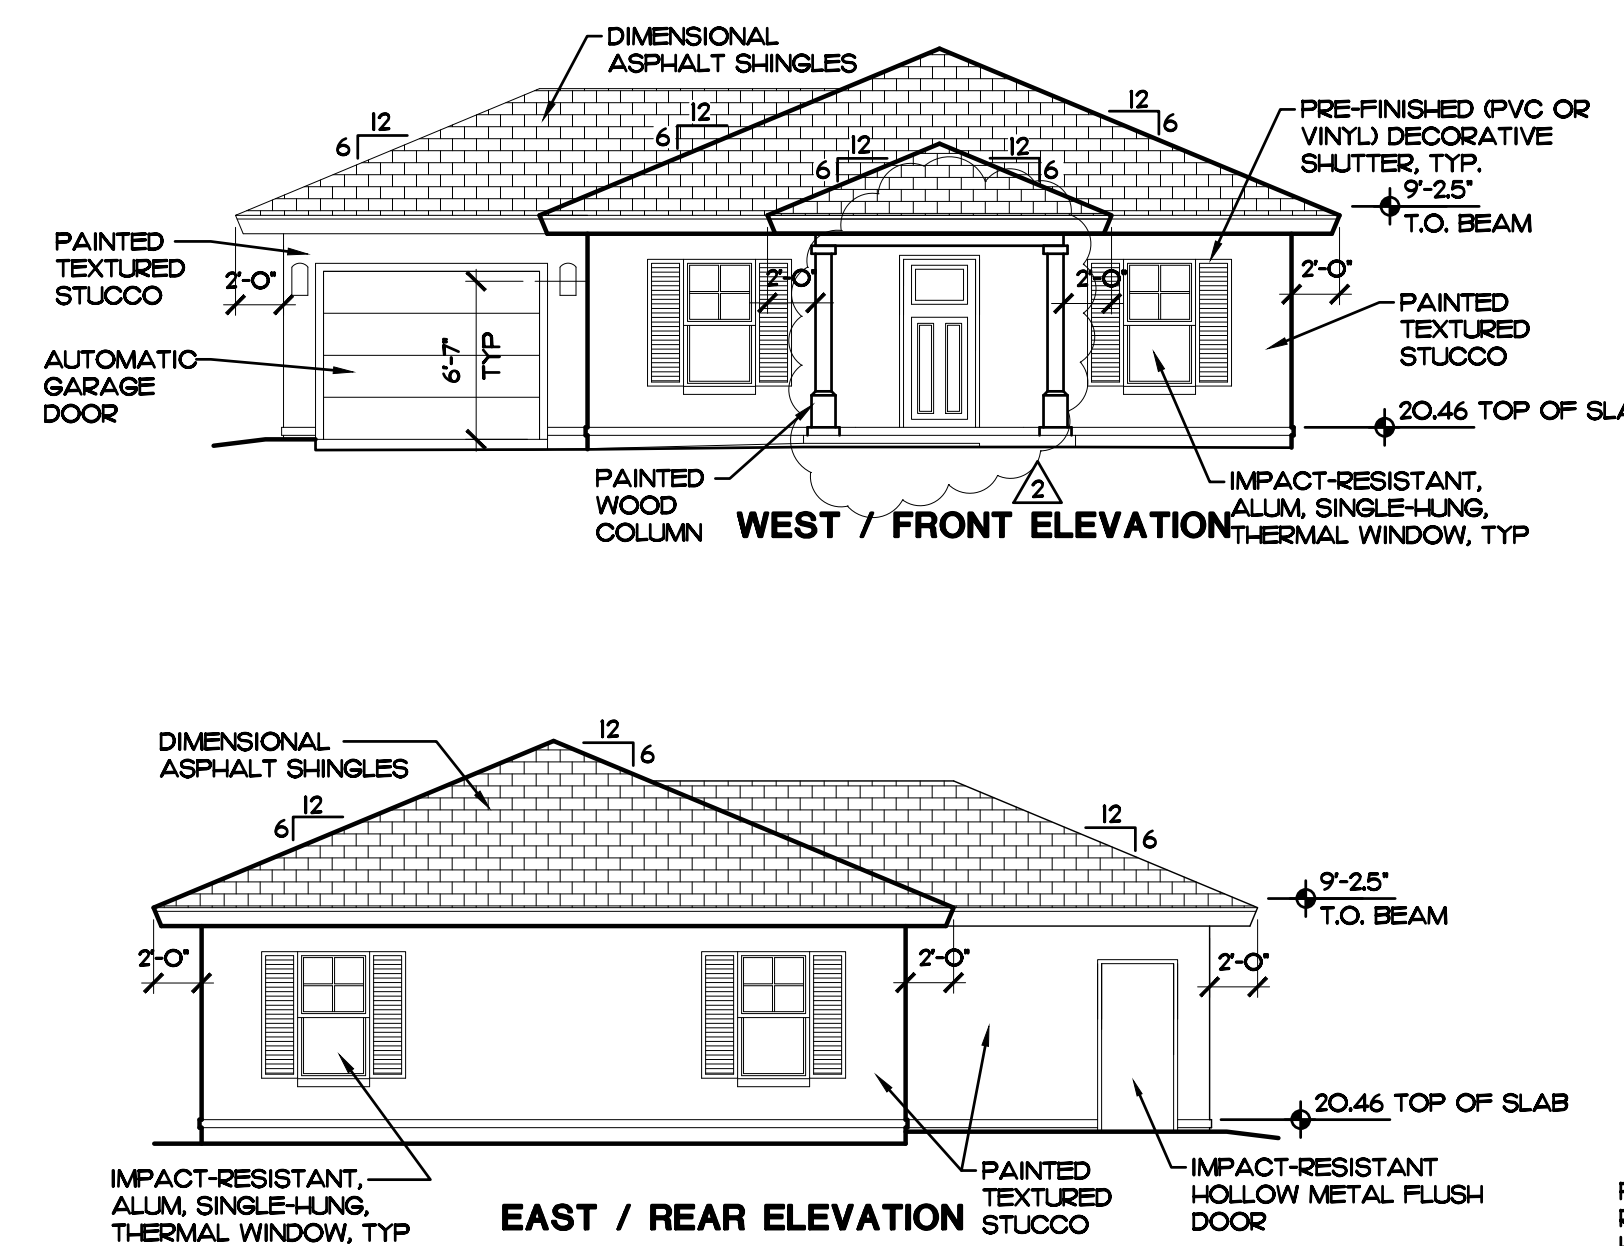 DIMENSIONAL
ASPHALT SHINGLES
12
6
12
6
12
6
12
6
12
6
PRE-FINISHED (PVC OR
VINYL) DECORATIVE
SHUTTER, TYP.
9'-2.5"
T.O. BEAM
PAINTED
TEXTURED
STUCCO
2'-0"
2'-0"
2'-0"
2'-0"
PAINTED
TEXTURED
STUCCO
AUTOMATIC
GARAGE
DOOR
6'-7"
TYP
20.46 TOP OF SLA
PAINTED
WOOD
COLUMN
2
IMPACT-RESISTANT,
ALUM, SINGLE-HUNG,
THERMAL WINDOW, TYP
WEST / FRONT ELEVATION
DIMENSIONAL
ASPHALT SHINGLES
12
6
12
6
12
6
9'-2.5"
T.O. BEAM
2'-0"
2'-0"
2'-0"
20.46 TOP OF SLAB
IMPACT-RESISTANT,
ALUM, SINGLE-HUNG,
THERMAL WINDOW, TYP
PAINTED
TEXTURED
STUCCO
IMPACT-RESISTANT
HOLLOW METAL FLUSH
DOOR
EAST / REAR ELEVATION